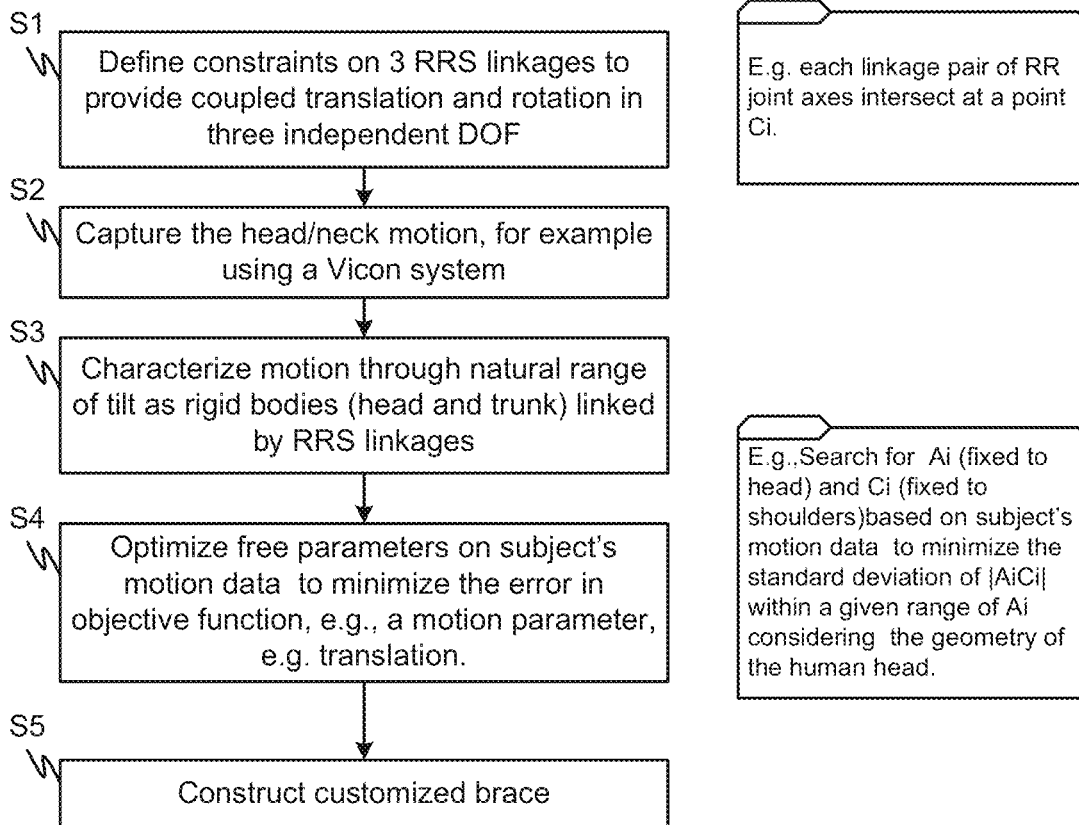 S1
Define constraints on 3 RRS linkages to
provide coupled translation and rotation in
three independent DOF
E.g. each linkage pair of RR
joint axes intersect at a point
Ci.
S2
Capture the head/neck motion, for example
using a Vicon system
S3
Characterize motion through natural range
of tilt as rigid bodies (head and trunk) linked
by RRS linkages
S4
Optimize free parameters on subject's
motion data to minimize the error in
objective function, e.g., a motion parameter,
e.g. translation.
E.g.,Search for Ai (fixed to
head) and Ci (fixed to
shoulders)based on subject's
motion data to minimize the
standard deviation of |AiCi|
within a given range of Ai
considering the geometry of
the human head.
S5
Construct customized brace